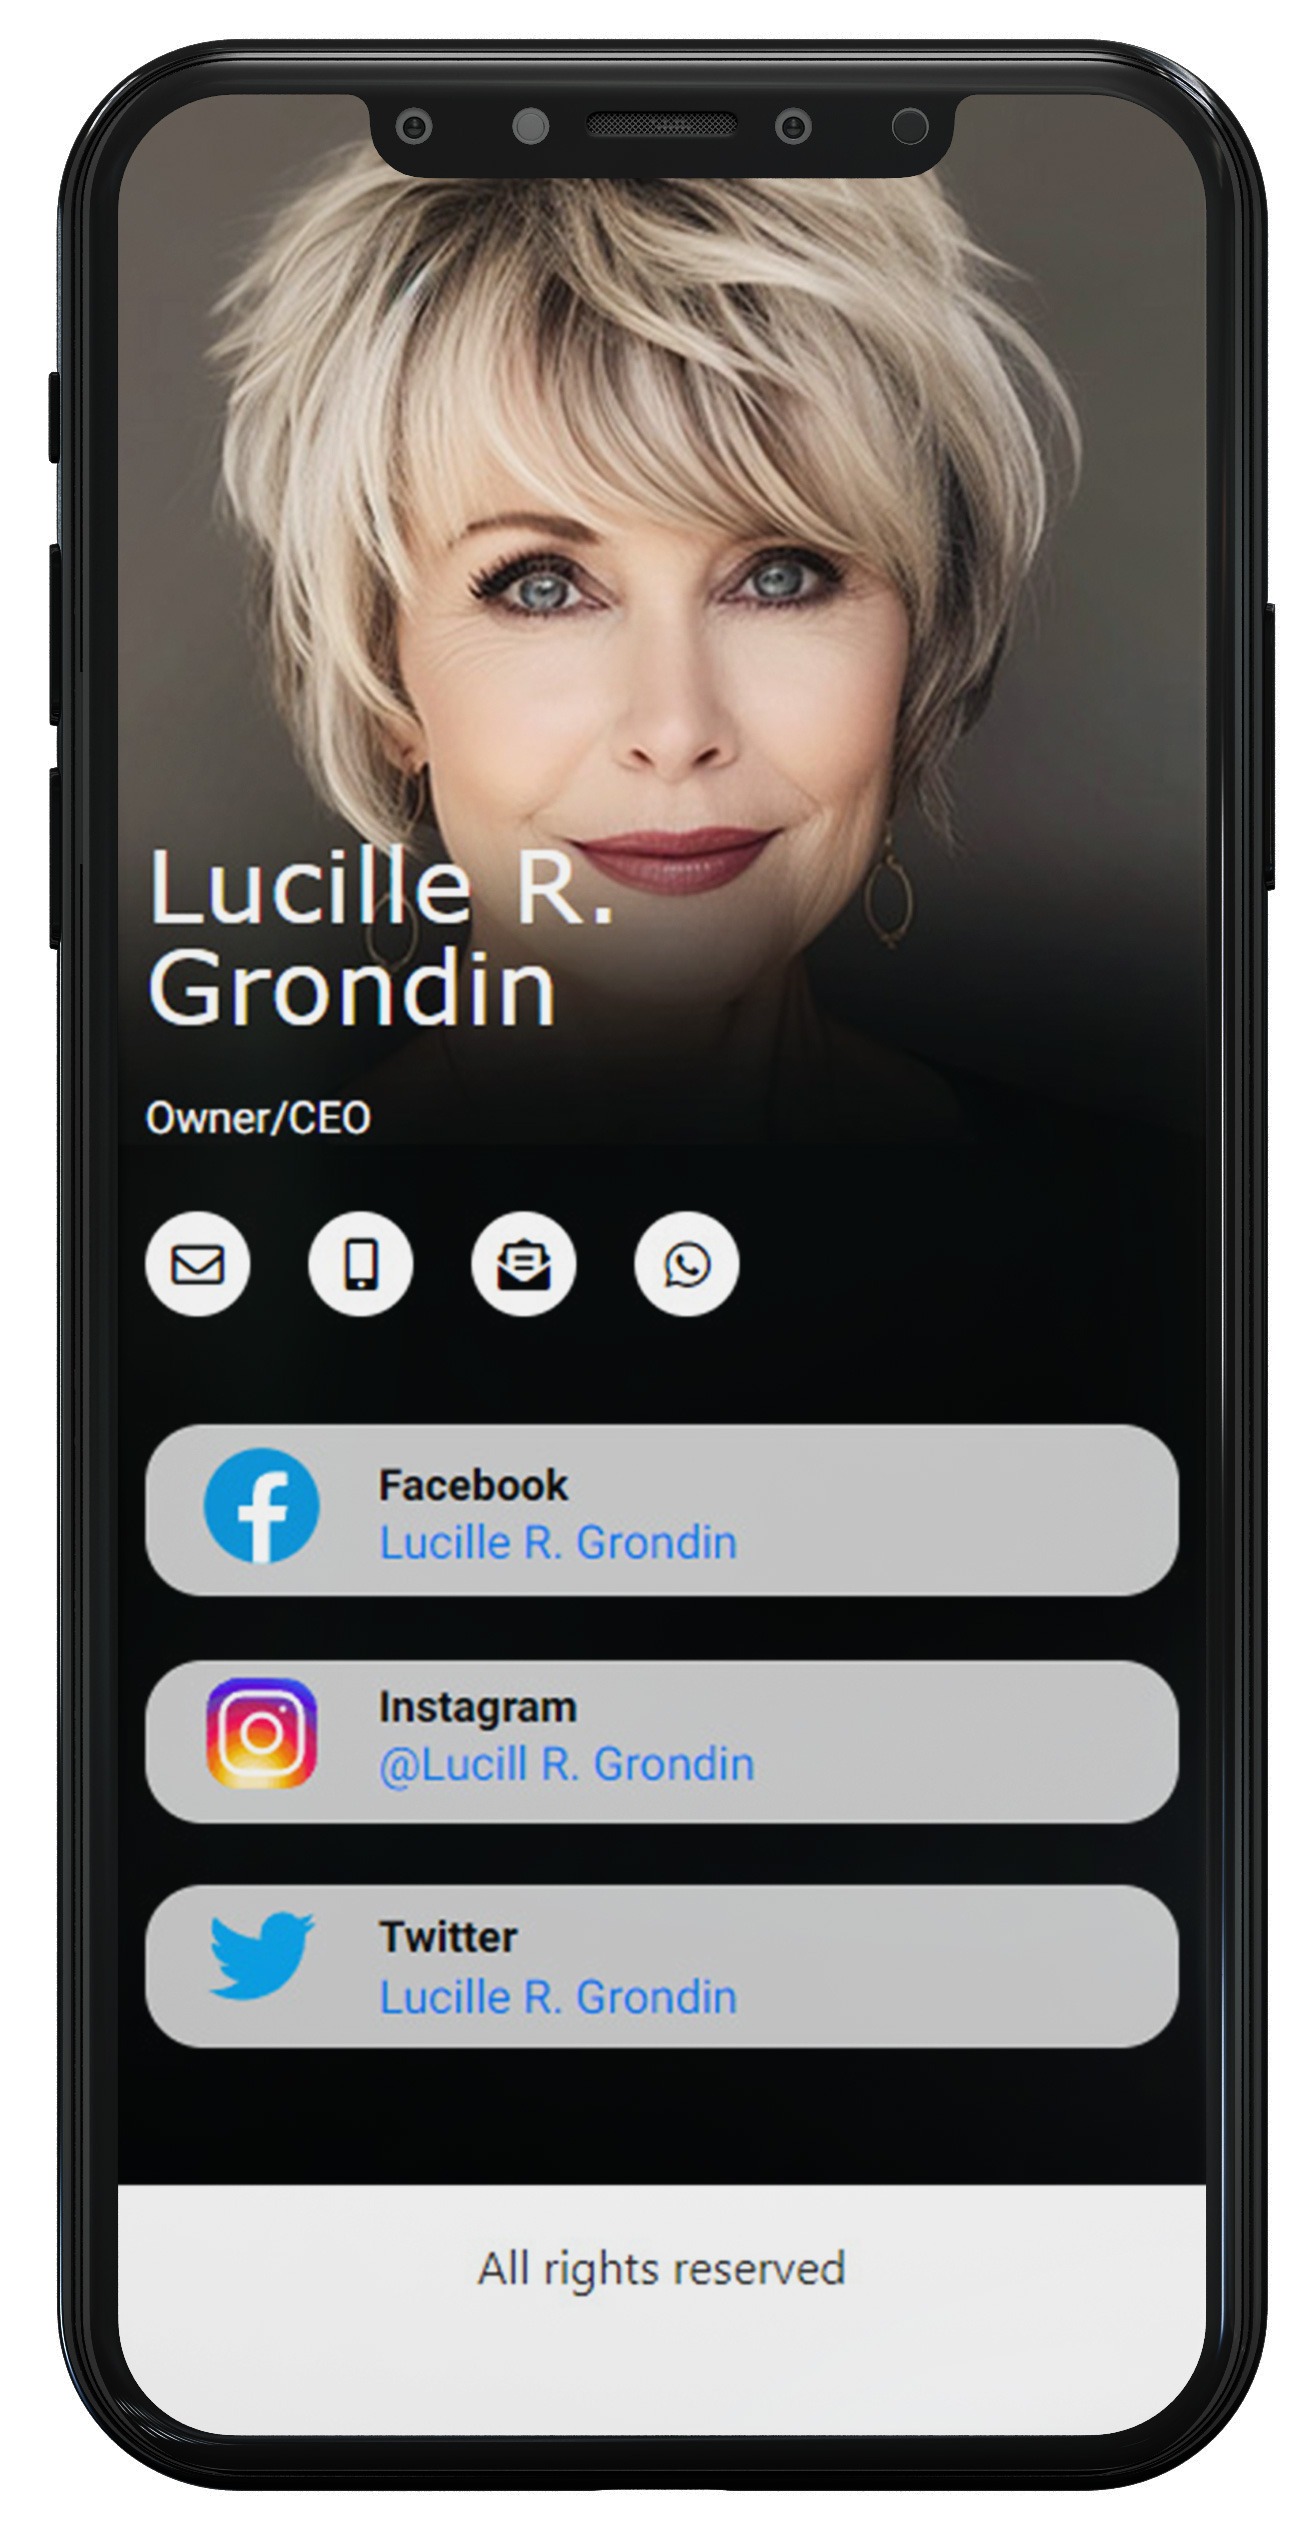 Lucille R.
Grondin
Owner/CEO
Facebook
Lucille R. Grondin
Instagram
@Lucill R. Grondin
Twitter
Lucille R. Grondin
All rights reserved